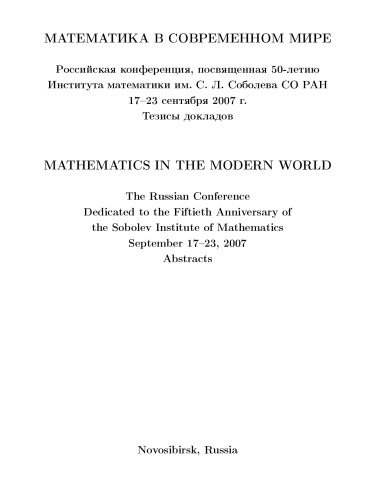 МАТЕМАТИКА В СОВРЕМЕННОМ МИРЕ
Российская конференция, посвященная 50-летию
Института математики им. С. Л. Соболева СО РАН
17–23 сентября 2007 г.
Тезисы докладов
MATHEMATICS IN THE MODERN WORLD
The Russian Conference
Dedicated to the Fiftieth Anniversary of
the Sobolev Institute of Mathematics
September 17–23, 2007
Abstracts
Novosibirsk, Russia